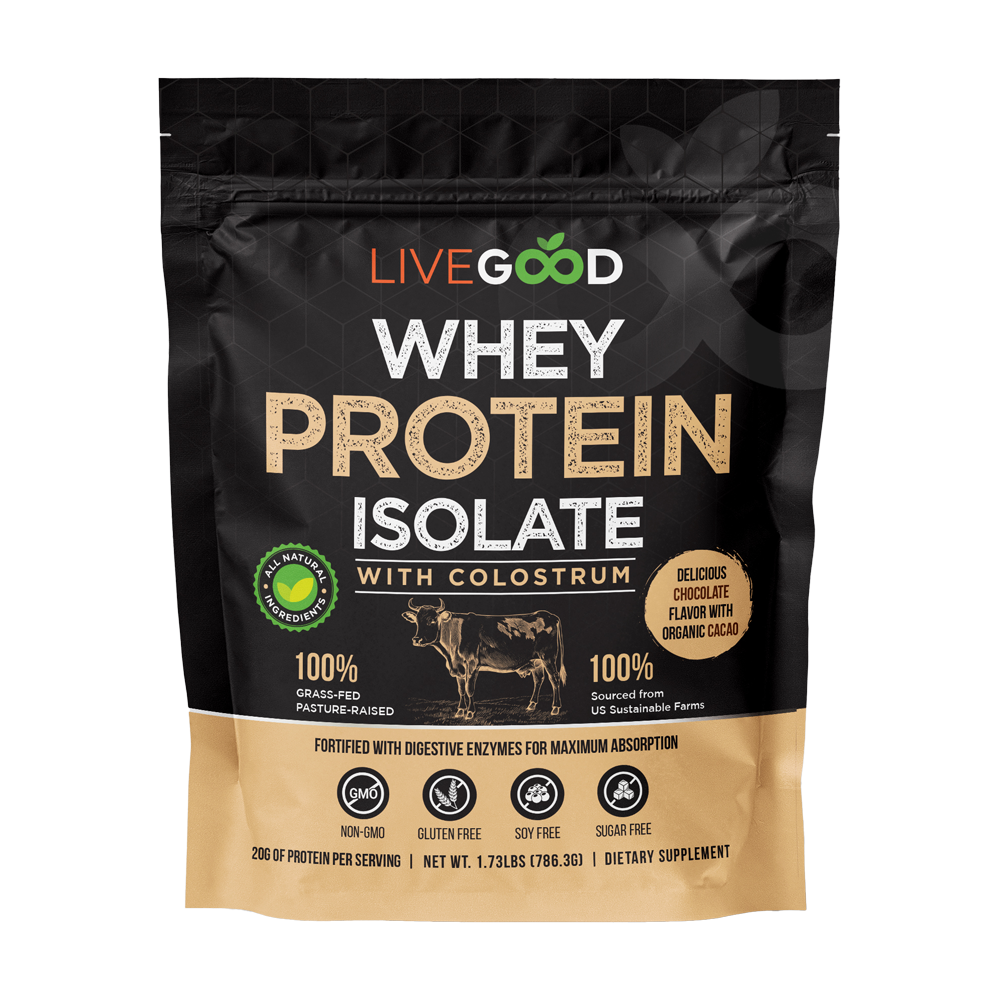 LIVEGOOD
WHEY
PROTEIN
ISOLATE
WITH COLOSTRUM
ALL NATURAL
INGREDIENTS
DELICIOUS
CHOCOLATE
FLAVOR WITH
ORGANIC CACAO
100%
GRASS-FED
PASTURE-RAISED
100%
Sourced from
US Sustainable Farms
FORTIFIED WITH DIGESTIVE ENZYMES FOR MAXIMUM ABSORPTION
GMO
NON-GMO
GLUTEN FREE
SOY FREE
SUGAR FREE
20G OF PROTEIN PER SERVING | NET WT. 1.73LBS (786.3G) | DIETARY SUPPLEMENT